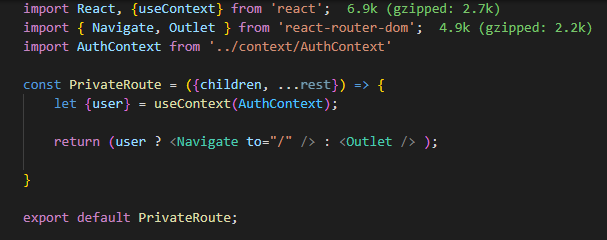 import React, {useContext} from 'react';  6.9k (gzipped: 2.7k)
import { Navigate, Outlet } from 'react-router-dom';  4.9k (gzipped: 2.2k)
import AuthContext from '../context/AuthContext'
const PrivateRoute = ({children, ...rest}) => {
    let {user} = useContext(AuthContext);
    return (user ? <Navigate to="/" /> : <Outlet /> );
}
export default PrivateRoute;